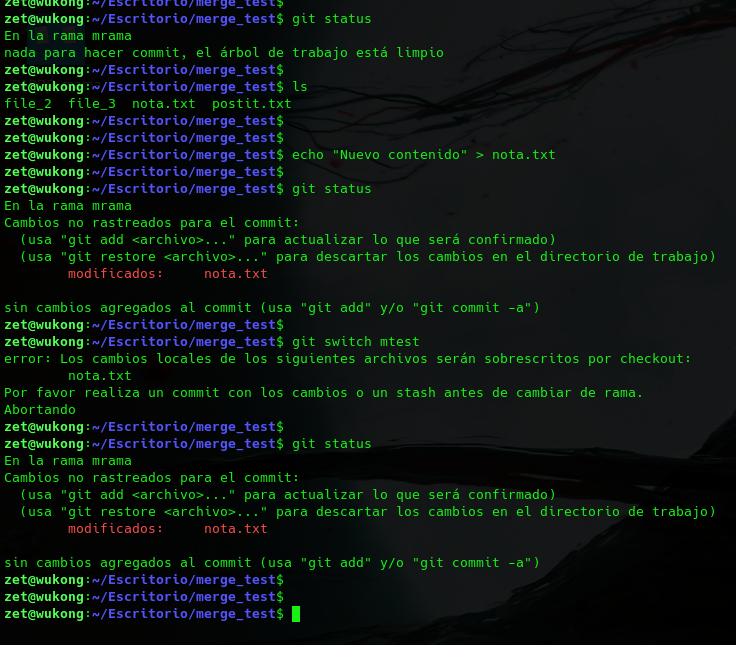 zet@wukong:~/Escritorio/merge_test$
zet@wukong:~/Escritorio/merge_test$ git status
En la rama mrama
nada para hacer commit, el árbol de trabajo está limpio
zet@wukong:~/Escritorio/merge_test$
zet@wukong:~/Escritorio/merge_test$ ls
file_2  file_3  nota.txt  postit.txt
zet@wukong:~/Escritorio/merge_test$
zet@wukong:~/Escritorio/merge_test$
zet@wukong:~/Escritorio/merge_test$ echo "Nuevo contenido" > nota.txt
zet@wukong:~/Escritorio/merge_test$
zet@wukong:~/Escritorio/merge_test$ git status
En la rama mrama
Cambios no rastreados para el commit:
  (usa "git add <archivo>..." para actualizar lo que será confirmado)
  (usa "git restore <archivo>..." para descartar los cambios en el directorio de trabajo)
        modificados:     nota.txt

sin cambios agregados al commit (usa "git add" y/o "git commit -a")
zet@wukong:~/Escritorio/merge_test$
zet@wukong:~/Escritorio/merge_test$ git switch mtest
error: Los cambios locales de los siguientes archivos serán sobrescritos por checkout:
        nota.txt
Por favor realiza un commit con los cambios o un stash antes de cambiar de rama.
Abortando
zet@wukong:~/Escritorio/merge_test$
zet@wukong:~/Escritorio/merge_test$ git status
En la rama mrama
Cambios no rastreados para el commit:
  (usa "git add <archivo>..." para actualizar lo que será confirmado)
  (usa "git restore <archivo>..." para descartar los cambios en el directorio de trabajo)
        modificados:     nota.txt

sin cambios agregados al commit (usa "git add" y/o "git commit -a")
zet@wukong:~/Escritorio/merge_test$
zet@wukong:~/Escritorio/merge_test$
zet@wukong:~/Escritorio/merge_test$